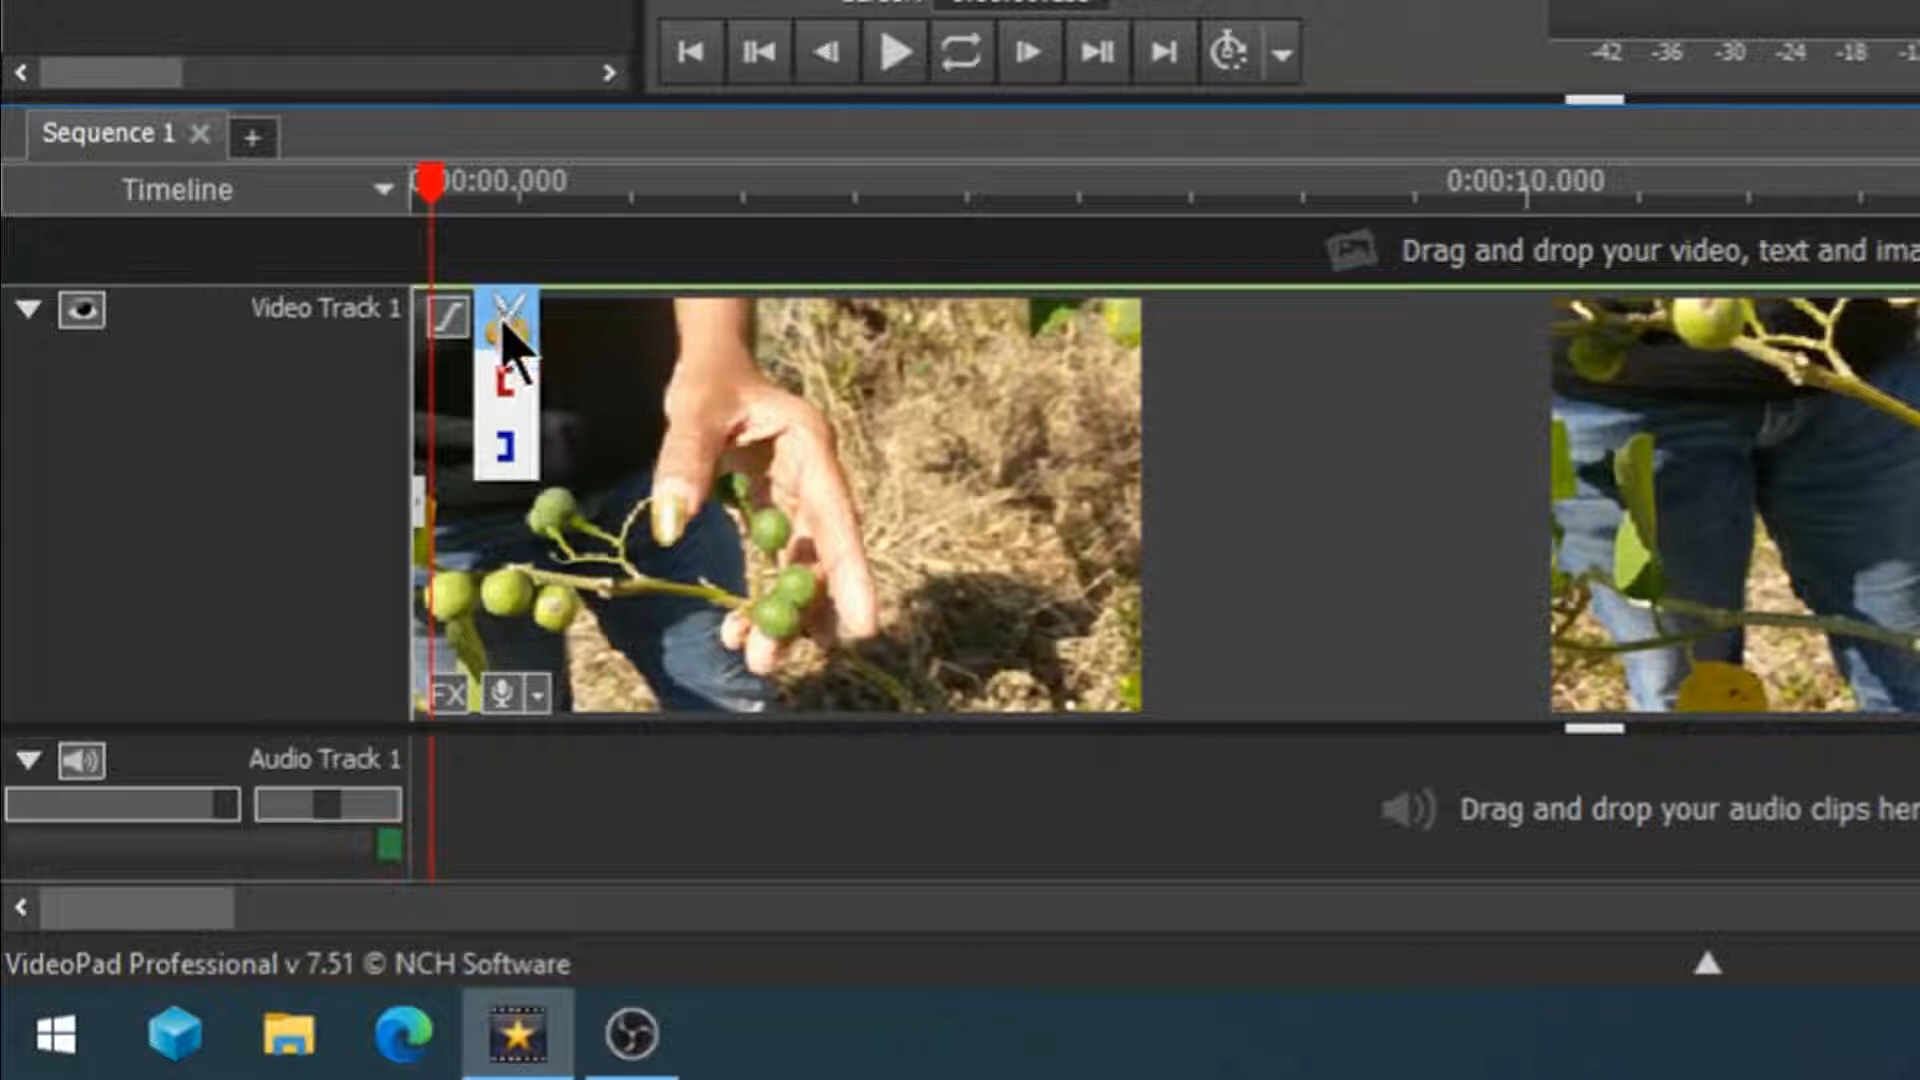 -42 -36 -30 -24 -18
Sequence 1
Timeline
0:00:10.000
Drag and drop your video, text and
Video Track 1
FX
Audio Track 1
Drag and drop your audio clips
VideoPad Professional v 7.51 © NCH Software